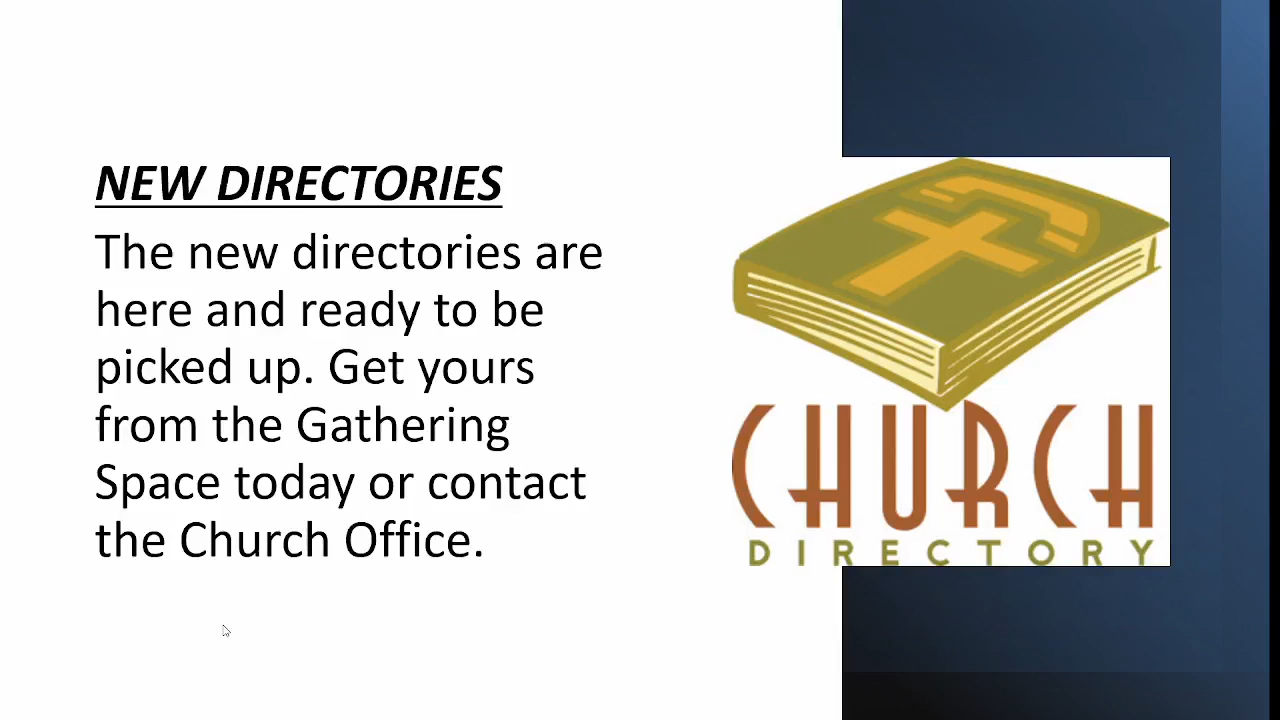 NEW DIRECTORIES
The new directories are
here and ready to be
picked up. Get yours
from the Gathering
Space today or contact
the Church Office.
CHURCH
DIRECTORY